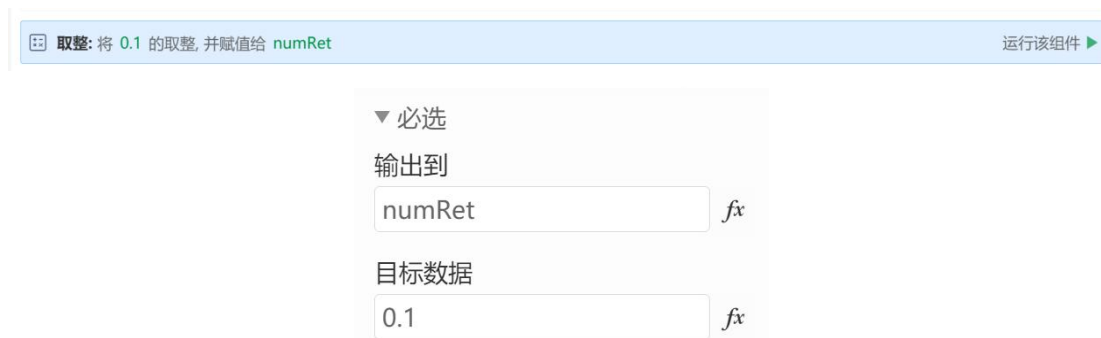 取整: 将 0.1 的取整, 并赋值给 numRet 运行该组件
必选
输出到
numRet fx
目标数据
0.1 fx